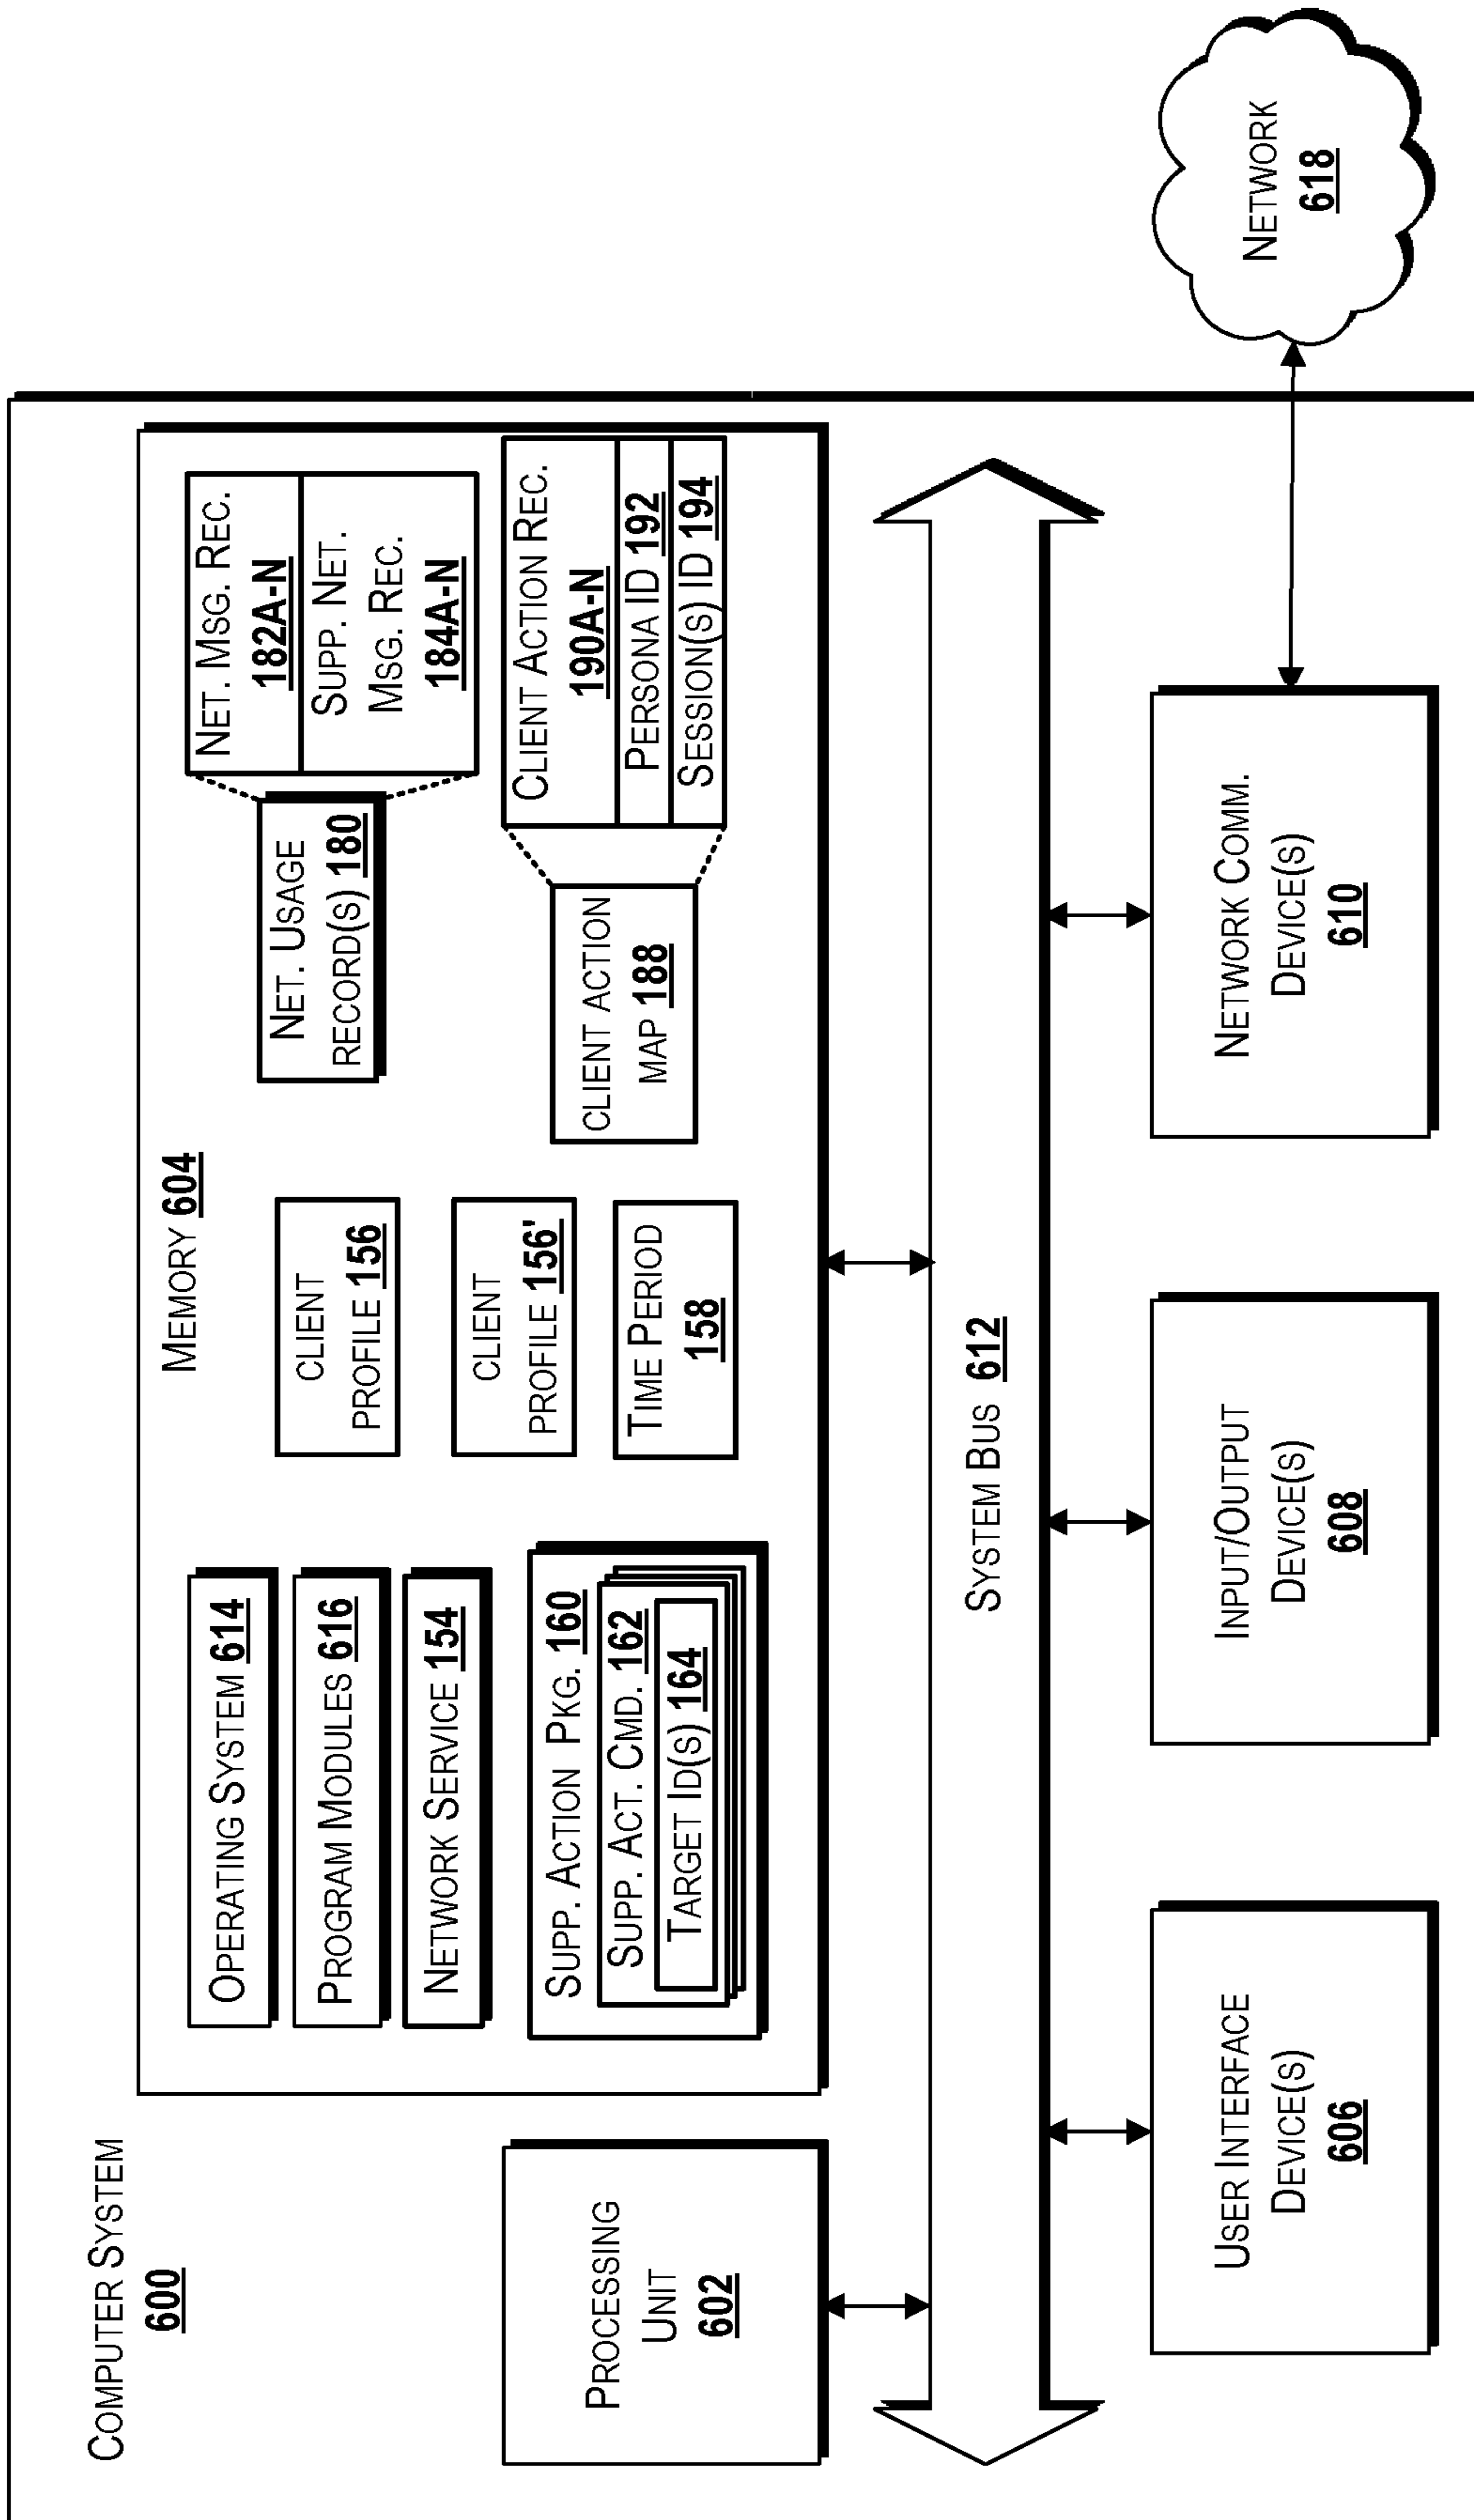 COMPUTER SYSTEM
600
PROCESSING
UNIT
602
MEMORY 604
OPERATING SYSTEM 614
PROGRAM MODULES 616
NETWORK SERVICE 154
SUPP. ACTION PKG. 160
SUPP. ACT. CMD. 162
TARGET ID(S) 164
CLIENT
PROFILE 156
CLIENT
PROFILE 156'
TIME PERIOD
158
NET. USAGE
RECORD(S) 180
CLIENT ACTION
MAP 188
NET. MSG. REC.
182A-N
SUPP. NET.
MSG. REC.
184A-N
CLIENT ACTION REC.
190A-N
PERSONA ID 192
SESSION(S) ID 194
SYSTEM BUS 612
USER INTERFACE
DEVICE(S)
606
INPUT/OUTPUT
DEVICE(S)
608
NETWORK COMM.
DEVICE(S)
610
NETWORK
618